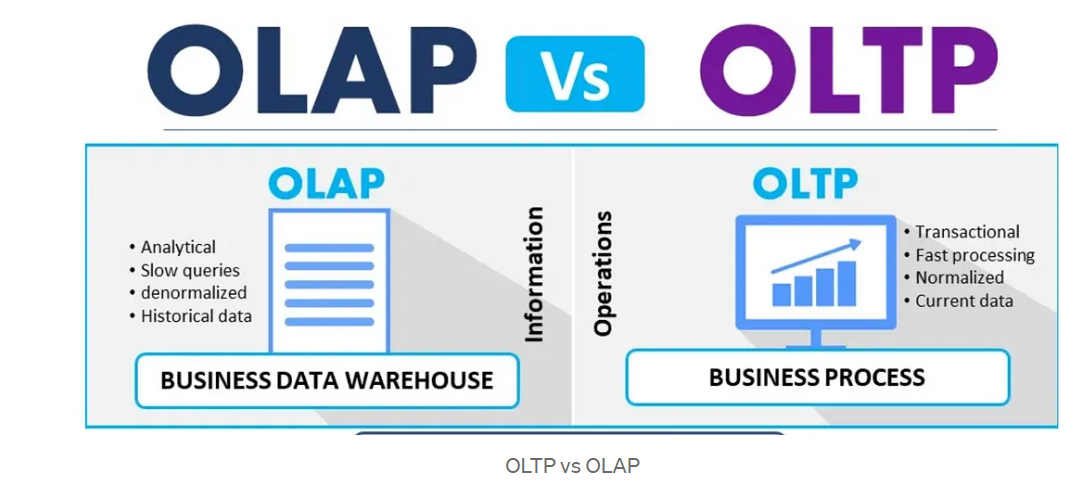 OLAP Vs OLTP
OLAP
• Analytical
• Slow queries
• denormalized
• Historical data
BUSINESS DATA WAREHOUSE
Information
Operations
OLTP
• Transactional
• Fast processing
• Normalized
• Current data
BUSINESS PROCESS
OLTP vs OLAP